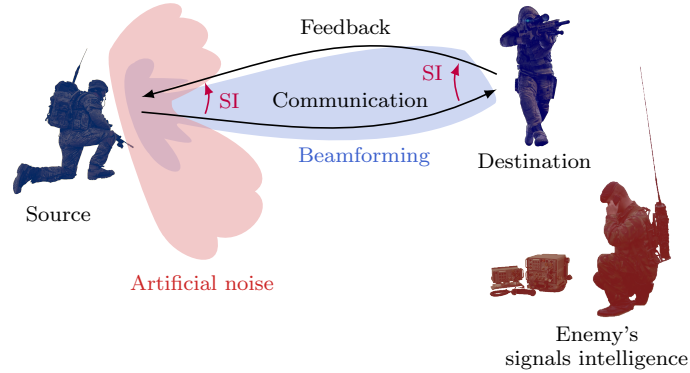 Feedback
SI
SI
Communication
Beamforming
Destination
Source
Artificial noise
Enemy's
signals intelligence